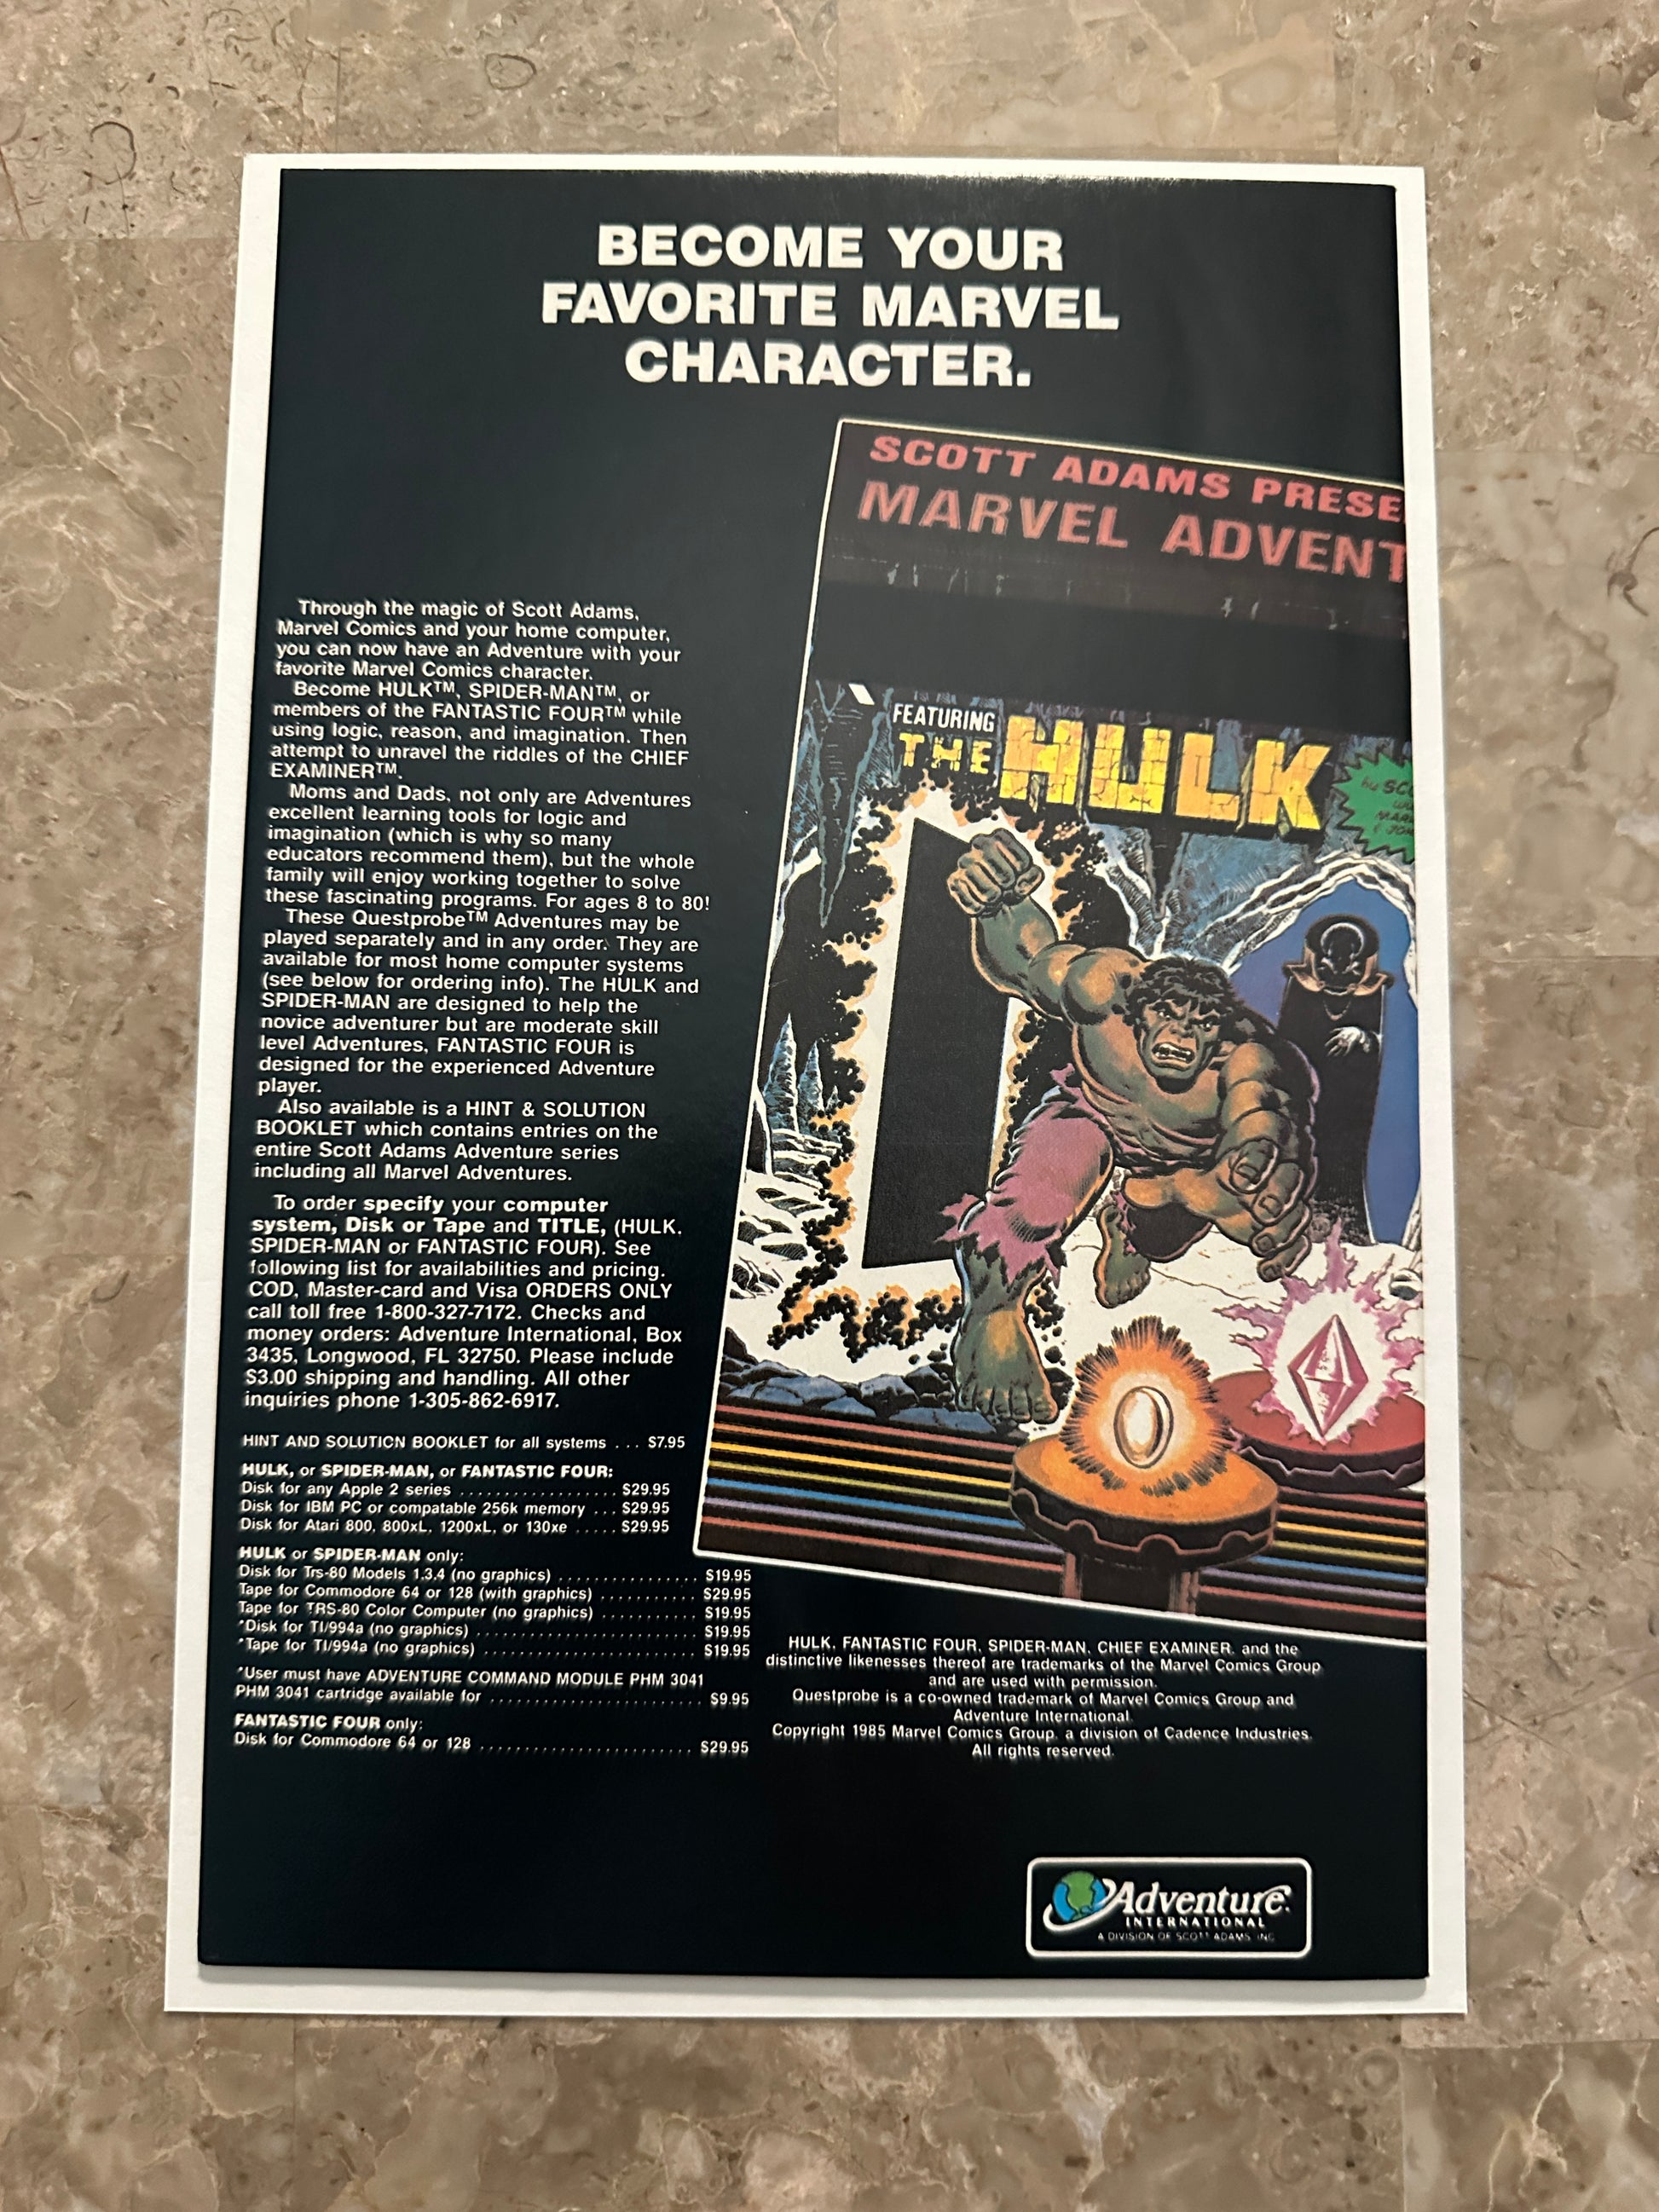 BECOME YOUR
FAVORITE MARVEL
CHARACTER.
SCOTT ADAMS PRESE
MARVEL ADVENT
FEATURING
THE HULK
by SCO
MAR
& JOH
Through the magic of Scott Adams,
Marvel Comics and your home computer,
you can now have an Adventure with your
favorite Marvel Comics character.
Become HULK™, SPIDER-MAN™, or
members of the FANTASTIC FOUR™ while
using logic, reason, and imagination. Then
attempt to unravel the riddles of the CHIEF
EXAMINER™.
Moms and Dads, not only are Adventures
excellent learning tools for logic and
imagination (which is why so many
educators recommend them), but the whole
family will enjoy working together to solve
these fascinating programs. For ages 8 to 80!
These Questprobe™ Adventures may be
played separately and in any order. They are
available for most home computer systems
(see below for ordering info). The HULK and
SPIDER-MAN are designed to help the
novice adventurer but are moderate skill
level Adventures, FANTASTIC FOUR is
designed for the experienced Adventure
player.
Also available is a HINT & SOLUTION
BOOKLET which contains entries on the
entire Scott Adams Adventure series
including all Marvel Adventures.
To order specify your computer
system, Disk or Tape and TITLE, (HULK,
SPIDER-MAN or FANTASTIC FOUR). See
following list for availabilities and pricing.
COD, Master-card and Visa ORDERS ONLY
call toll free 1-800-327-7172. Checks and
money orders: Adventure International, Box
3435, Longwood, FL 32750. Please include
$3.00 shipping and handling. All other
inquiries phone 1-305-862-6917.
HINT AND SOLUTION BOOKLET for all systems . . . $7.95
HULK, or SPIDER-MAN, or FANTASTIC FOUR:
Disk for any Apple 2 series . . . . . . . . . . . . . . . . . . $29.95
Disk for IBM PC or compatable 256k memory . . . $29.95
Disk for Atari 800, 800xL, 1200xL, or 130xe . . . . . $29.95
HULK or SPIDER-MAN only:
Disk for Trs-80 Models 1.3.4 (no graphics) . . . . . . . . . . . . . . . . $19.95
Tape for Commodore 64 or 128 (with graphics) . . . . . . . . . . . $29.95
Tape for TRS-80 Color Computer (no graphics) . . . . . . . . . . . $19.95
*Disk for TI/994a (no graphics) . . . . . . . . . . . . . . . . . . . . . . . . . $19.95
*Tape for TI/994a (no graphics) . . . . . . . . . . . . . . . . . . . . . . . . . $19.95
*User must have ADVENTURE COMMAND MODULE PHM 3041
PHM 3041 cartridge available for . . . . . . . . . . . . . . . . . . . . . . . . $9.95
FANTASTIC FOUR only:
Disk for Commodore 64 or 128 . . . . . . . . . . . . . . . . . . . . . . . . $29.95
HULK, FANTASTIC FOUR, SPIDER-MAN, CHIEF EXAMINER, and the
distinctive likenesses thereof are trademarks of the Marvel Comics Group
and are used with permission.
Questprobe is a co-owned trademark of Marvel Comics Group and
Adventure International.
Copyright 1985 Marvel Comics Group, a division of Cadence Industries.
All rights reserved.
Adventure
INTERNATIONAL
A DIVISION OF SCOTT ADAMS INC